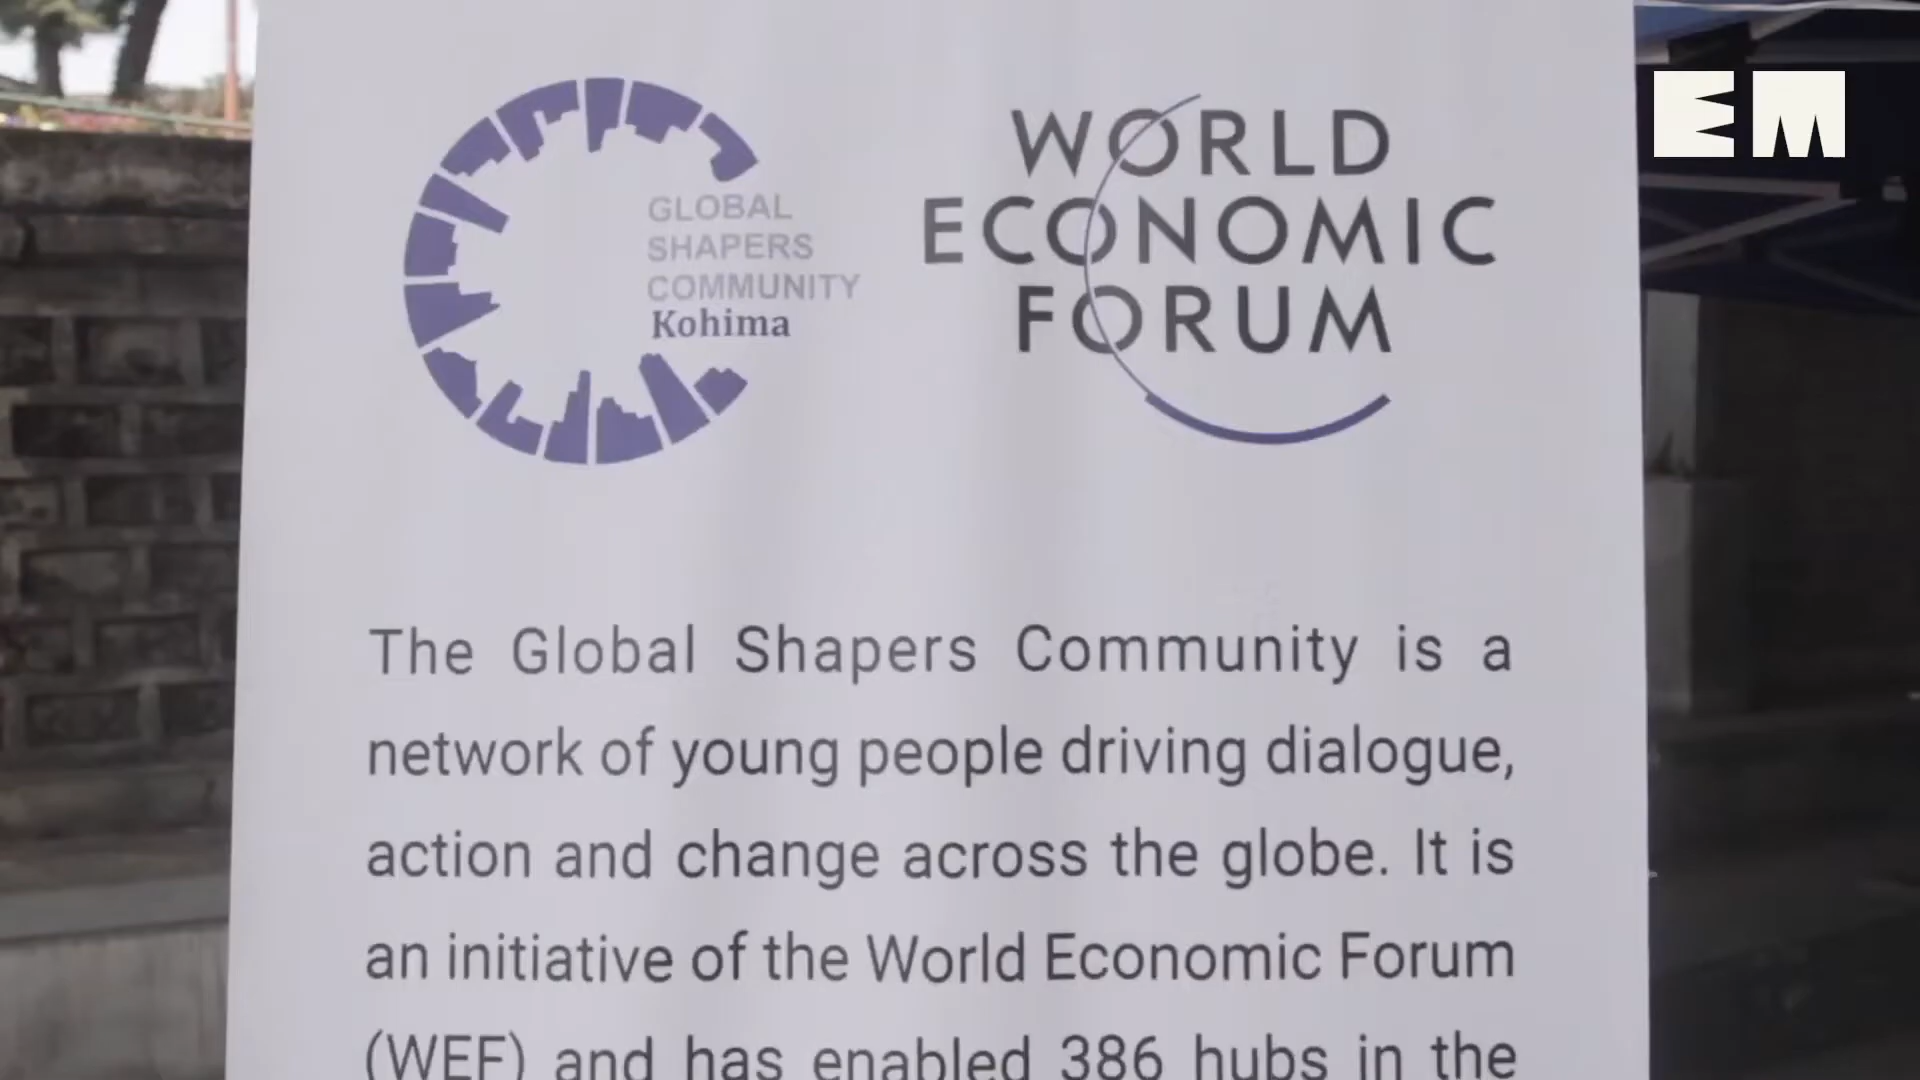 GLOBAL
SHAPERS
COMMUNITY
Kohima
WORLD
ECONOMIC
FORUM
EM
The Global Shapers Community is a
network of young people driving dialogue,
action and change across the globe. It is
an initiative of the World Economic Forum
(WEF) and has enabled 386 hubs in the